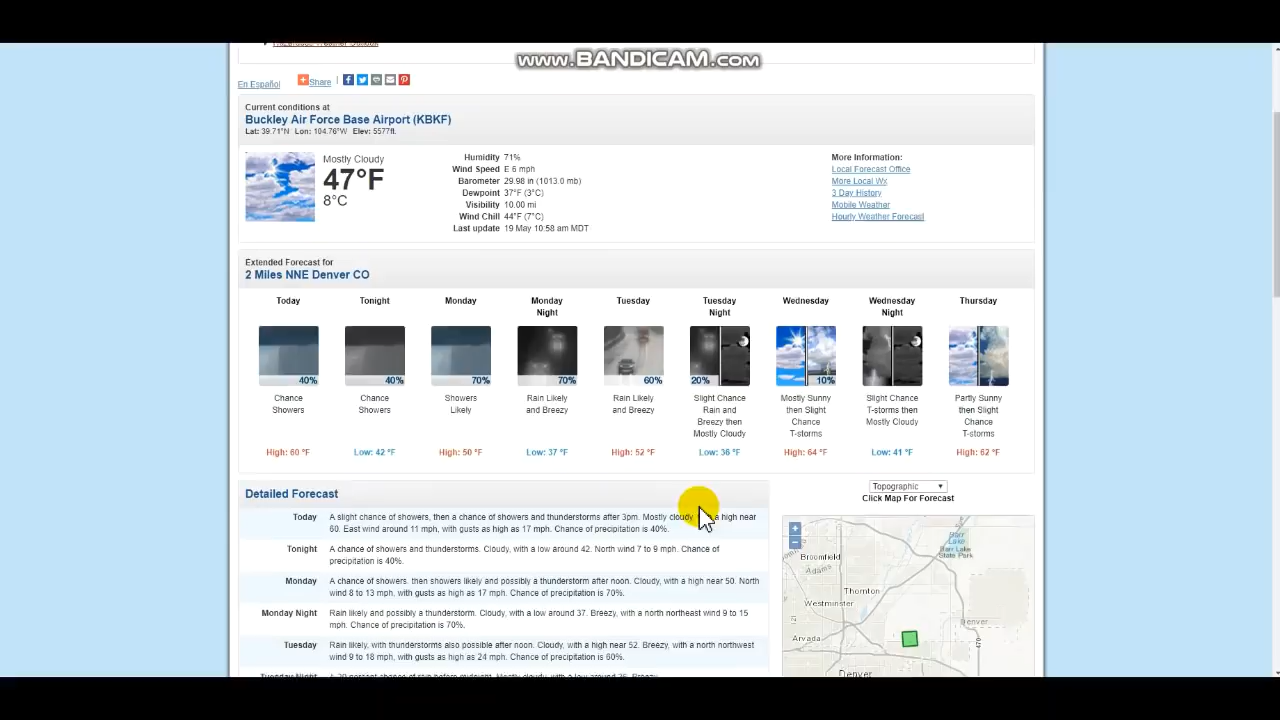 www.BANDICAM.com
En Español
Share
Current conditions at
Buckley Air Force Base Airport (KBKF)
Lat: 39.71°N Lon: 104.76°W Elev: 5577ft.
Mostly Cloudy
47°F
8°C
Humidity 71%
Wind Speed E 6 mph
Barometer 29.98 in (1013.0 mb)
Dewpoint 37°F (3°C)
Visibility 10.00 mi
Wind Chill 44°F (7°C)
Last update 19 May 10:58 am MDT
More Information:
Local Forecast Office
More Local Wx
3 Day History
Mobile Weather
Hourly Weather Forecast
Extended Forecast for
2 Miles NNE Denver CO
Today
40%
Chance
Showers
High: 60 °F
Tonight
40%
Chance
Showers
Low: 42 °F
Monday
70%
Showers
Likely
High: 50 °F
Monday
Night
70%
Rain Likely
and Breezy
Low: 37 °F
Tuesday
60%
Rain Likely
and Breezy
High: 52 °F
Tuesday
Night
20%
Slight Chance
Rain and
Breezy then
Mostly Cloudy
Low: 36 °F
Wednesday
10%
Mostly Sunny
then Slight
Chance
T-storms
High: 64 °F
Wednesday
Night
Slight Chance
T-storms then
Mostly Cloudy
Low: 41 °F
Thursday
Partly Sunny
then Slight
Chance
T-storms
High: 62 °F
Detailed Forecast
Today A slight chance of showers, then a chance of showers and thunderstorms after 3pm. Mostly cloudy, a high near
60. East wind around 11 mph, with gusts as high as 17 mph. Chance of precipitation is 40%.
Tonight A chance of showers and thunderstorms. Cloudy, with a low around 42. North wind 7 to 9 mph. Chance of
precipitation is 40%.
Monday A chance of showers, then showers likely and possibly a thunderstorm after noon. Cloudy, with a high near 50. North
wind 8 to 13 mph, with gusts as high as 17 mph. Chance of precipitation is 70%.
Monday Night Rain likely and possibly a thunderstorm. Cloudy, with a low around 37. Breezy, with a north northeast wind 9 to 15
mph. Chance of precipitation is 70%.
Tuesday Rain likely, with thunderstorms also possible after noon. Cloudy, with a high near 52. Breezy, with a north northwest
wind 9 to 18 mph, with gusts as high as 24 mph. Chance of precipitation is 60%.
Topographic
Click Map For Forecast
+
−
Barr
Lake
Barr Lake
State Park
Broomfield
Adams
Thornton
Westminster
Denver
Arvada
470
Denver